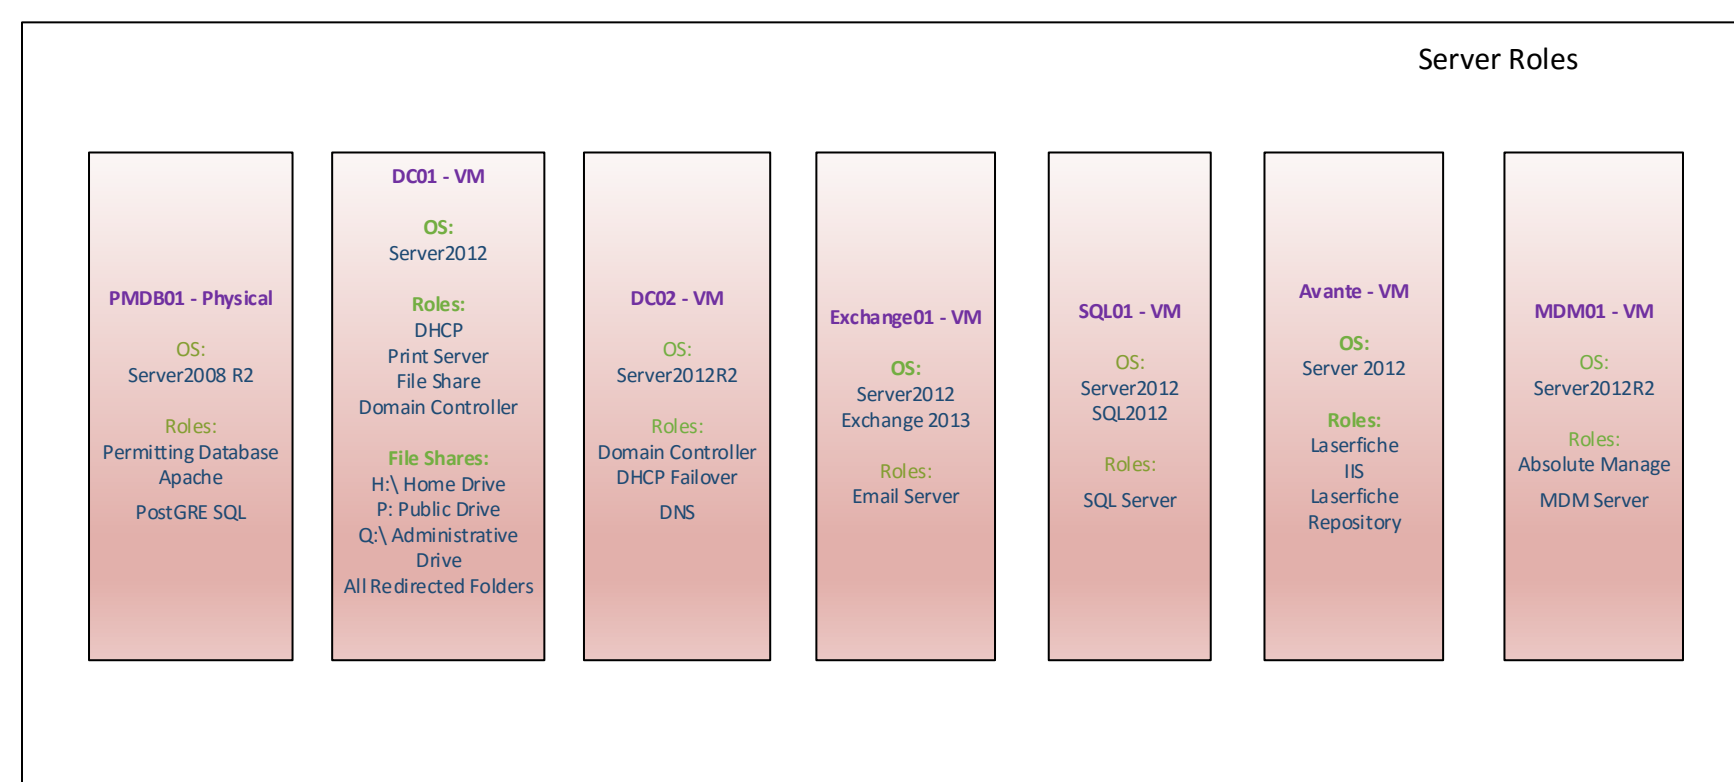 Server Roles
PMDB01 - Physical
OS:
Server2008 R2
Roles:
Permitting Database
Apache
PostGRE SQL
DC01 - VM
OS:
Server2012
Roles:
DHCP
Print Server
File Share
Domain Controller
File Shares:
H:\ Home Drive
P: Public Drive
Q:\ Administrative
Drive
All Redirected Folders
DC02 - VM
OS:
Server2012R2
Roles:
Domain Controller
DHCP Failover
DNS
Exchange01 - VM
OS:
Server2012
Exchange 2013
Roles:
Email Server
SQL01 - VM
OS:
Server2012
SQL2012
Roles:
SQL Server
Avante - VM
OS:
Server 2012
Roles:
Laserfiche
IIS
Laserfiche
Repository
MDM01 - VM
OS:
Server2012R2
Roles:
Absolute Manage
MDM Server